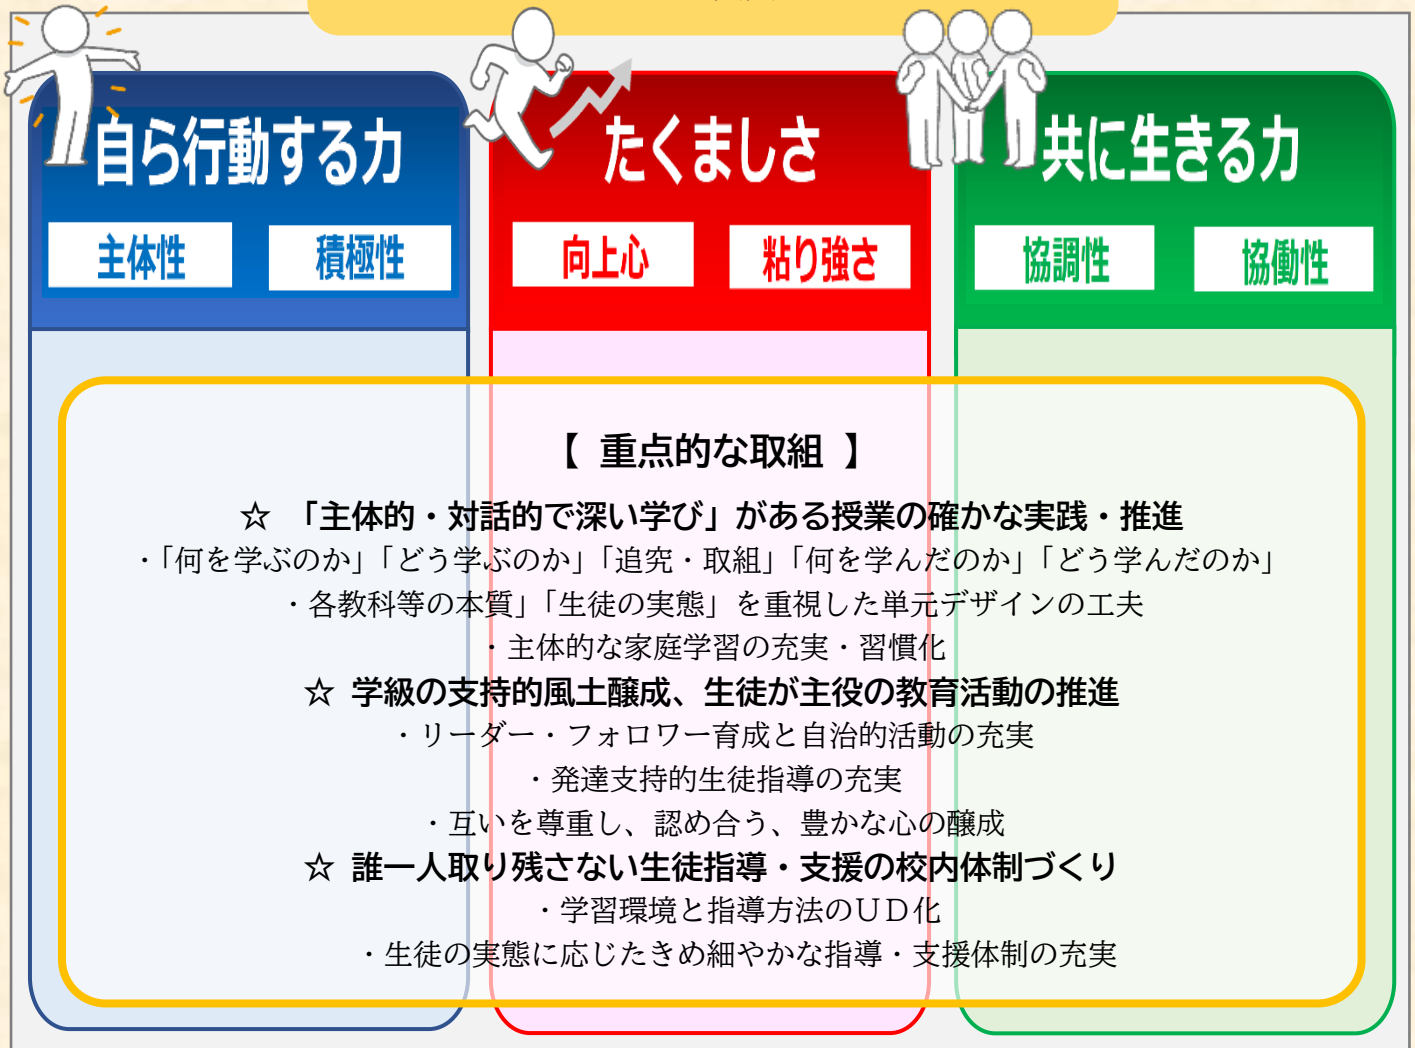 自ら行動する力
たくましさ
共に生きる力
主体性
積極性
向上心
粘り強さ
協調性
協働性
【 重点的な取組 】
☆ 「主体的・対話的で深い学び」がある授業の確かな実践・推進
・「何を学ぶのか」「どう学ぶのか」「追究・取組」「何を学んだのか」「どう学んだのか」
・各教科等の本質」「生徒の実態」を重視した単元デザインの工夫
・主体的な家庭学習の充実・習慣化
☆ 学級の支持的風土醸成、生徒が主役の教育活動の推進
・リーダー・フォロワー育成と自治的活動の充実
・発達支持的生徒指導の充実
・互いを尊重し、認め合う、豊かな心の醸成
☆ 誰一人取り残さない生徒指導・支援の校内体制づくり
・学習環境と指導方法のＵＤ化
・生徒の実態に応じたきめ細やかな指導・支援体制の充実